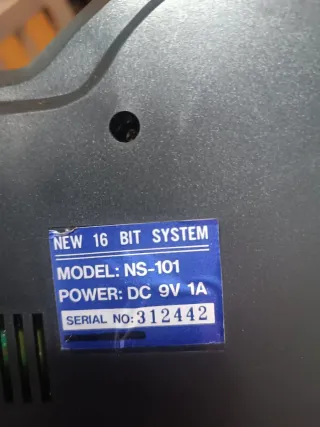 NEW 16 BIT SYSTEM
MODEL: NS-101
POWER: DC 9V 1A
SERIAL NO: 312442